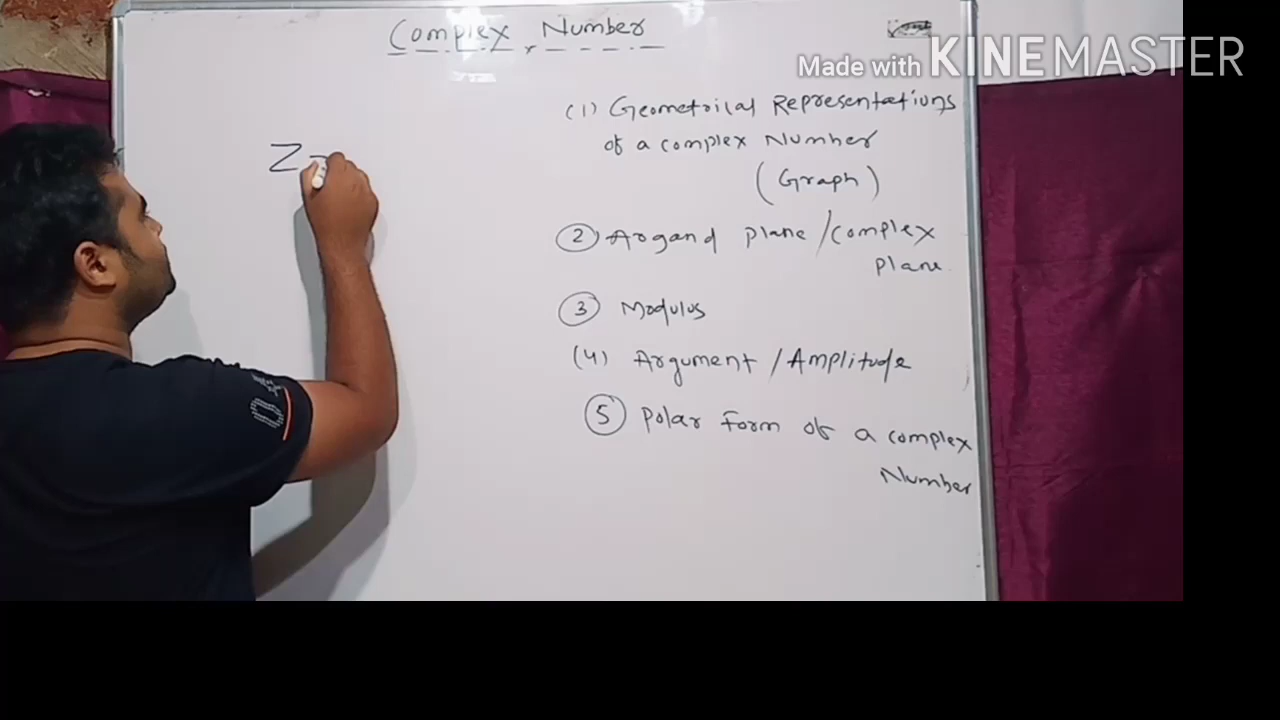 Complex Number
Made with KINEMASTER
(1) Geometrical Representations
of a complex Number
(Graph)
② Argand plane / complex
plane
③ Modulus
(4) Argument / Amplitude
⑤ Polar form of a complex
Number
Z =